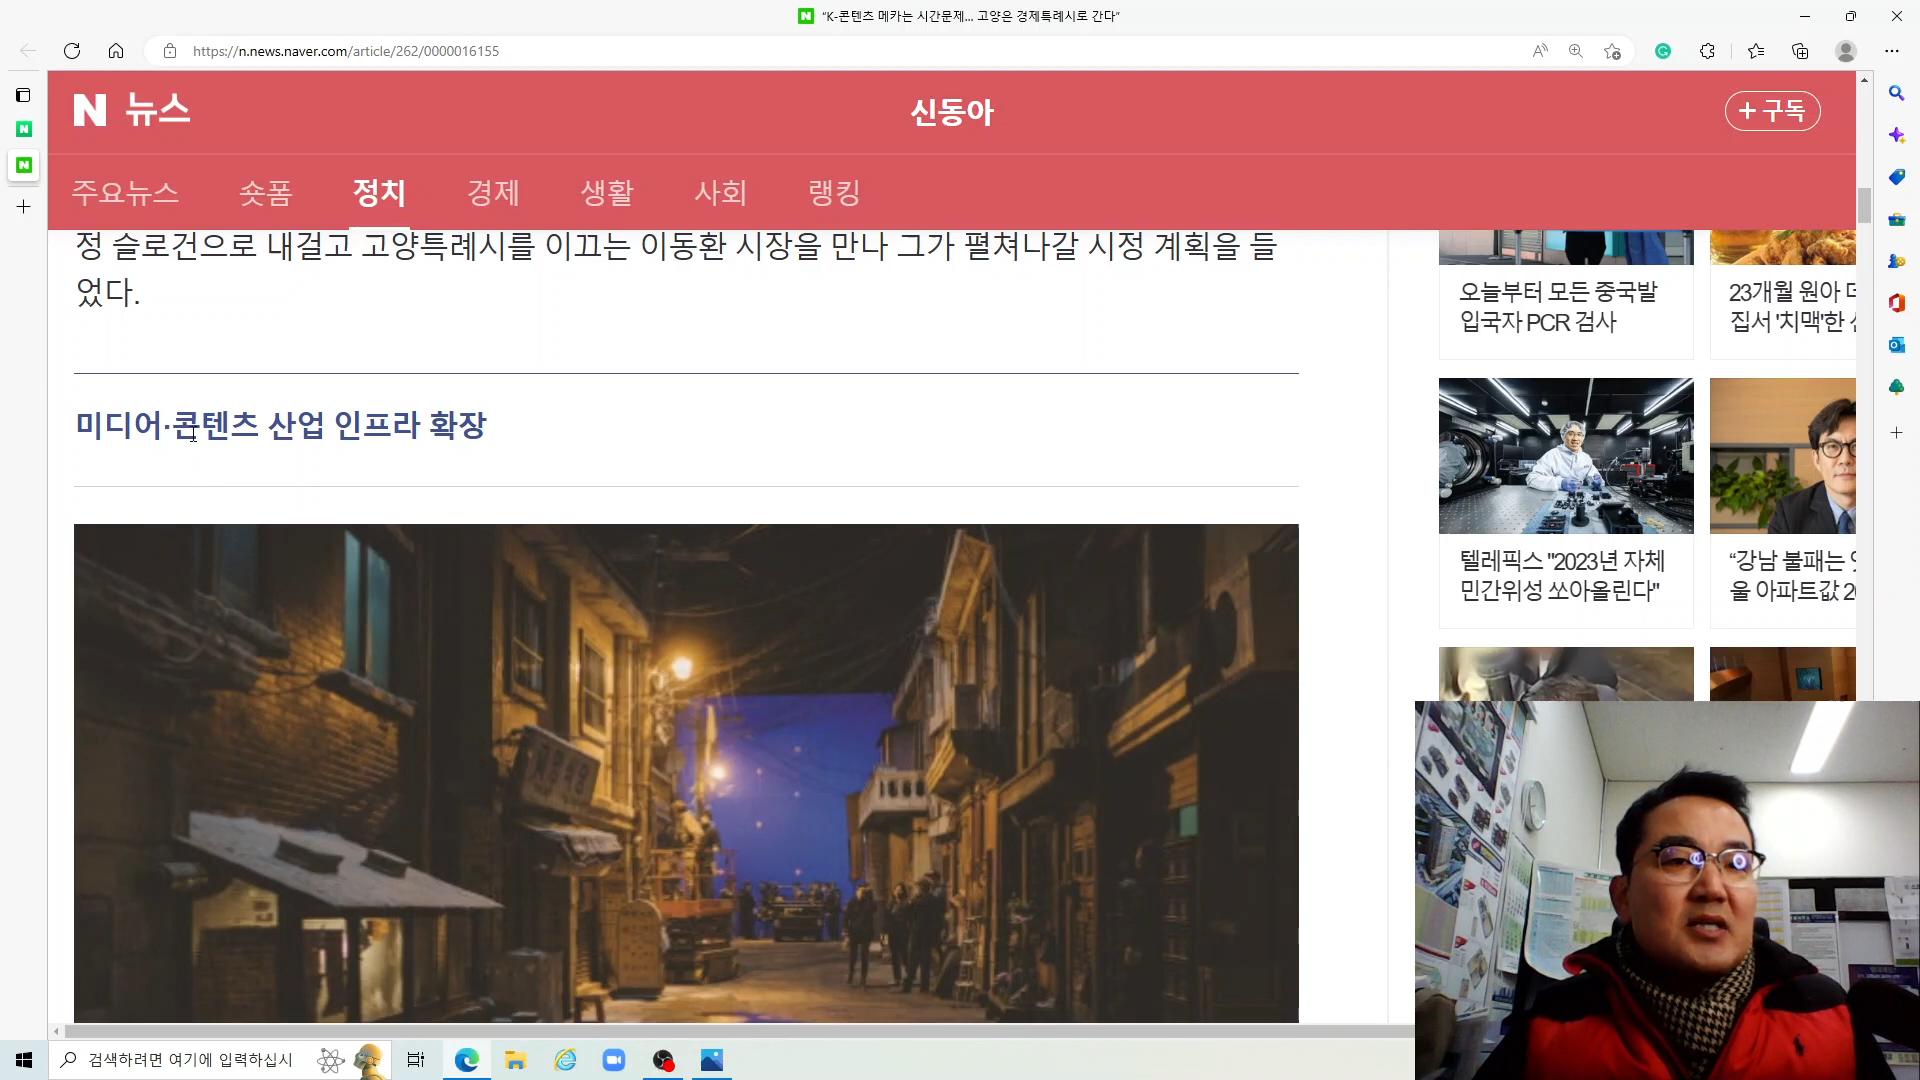 “K-콘텐츠 메카는 시간문제... 고양은 경제특례시로 간다”
https://n.news.naver.com/article/262/0000016155
N 뉴스
신동아
+ 구독
주요뉴스 숏폼 정치 경제 생활 사회 랭킹
정 슬로건으로 내걸고 고양특례시를 이끄는 이동환 시장을 만나 그가 펼쳐나갈 시정 계획을 들
었다.
미디어·콘텐츠 산업 인프라 확장
오늘부터 모든 중국발
입국자 PCR 검사
23개월 원아
집서 '치맥'한
텔레픽스 "2023년 자체
민간위성 쏘아올린다"
“강남 불패는
울 아파트값
검색하려면 여기에 입력하십시